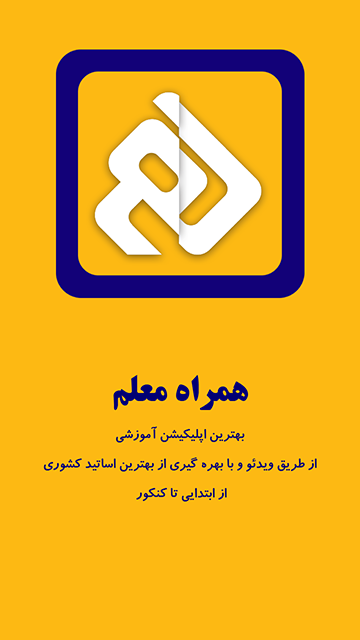 همراه معلم
بهترین اپلیکیشن آموزشی
از طریق ویدئو و با بهره گیری از بهترین اساتید کشوری
از ابتدایی تا کنکور